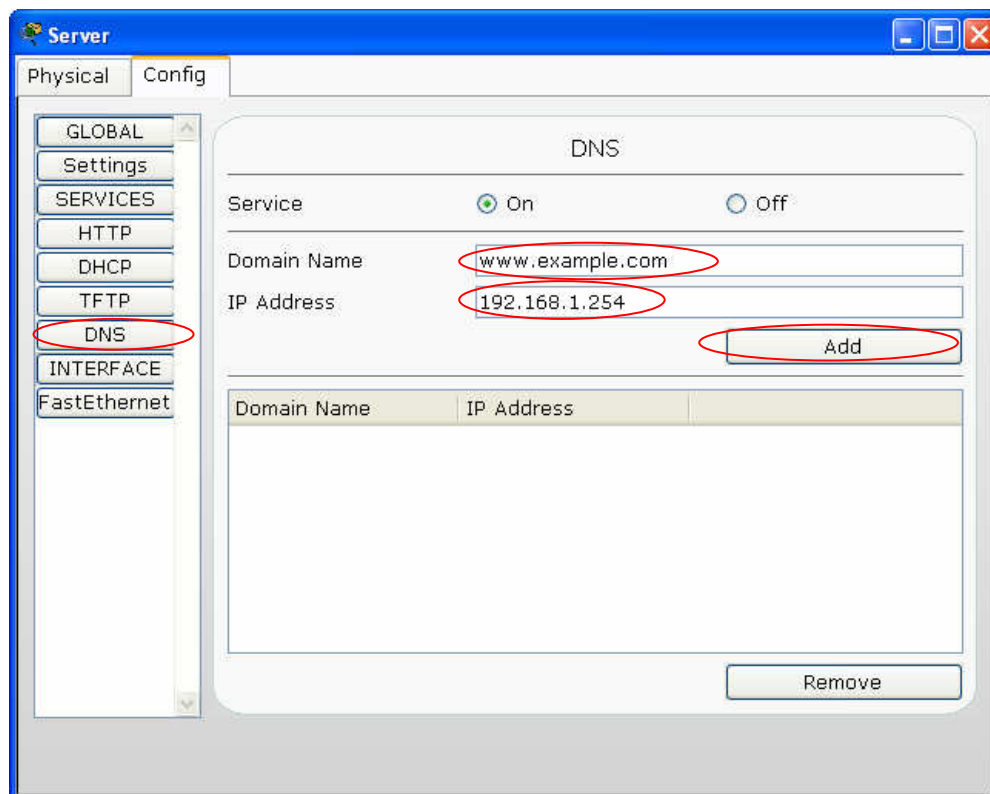 Server
Physical Config
GLOBAL
Settings
SERVICES
HTTP
DHCP
TFTP
DNS
INTERFACE
FastEthernet
DNS
Service On Off
Domain Name www.example.com
IP Address 192.168.1.254
Add
Domain Name IP Address
Remove